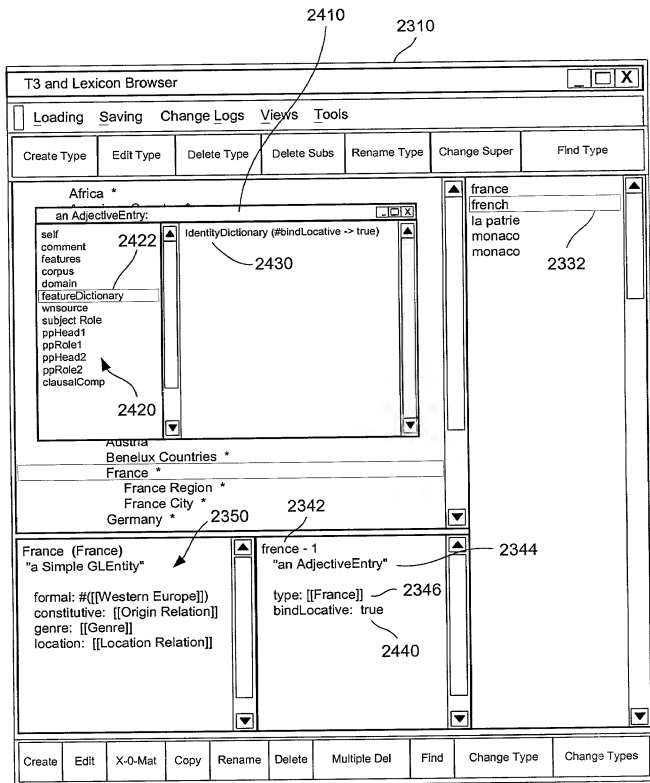 2410
2310
T3 and Lexicon Browser
X
Loading Saving Change Logs Views Tools
Create Type Edit Type Delete Type Delete Subs Rename Type Change Super Find Type
Africa *
an AdjectiveEntry:
X
self
comment
features
corpus
domain
featureDictionary
wnsource
subject Role
ppHead1
ppRole1
ppHead2
ppRole2
clausalComp
2422
2420
IdentityDictionary (#bindLocative -> true)
2430
france
french
la patrie
monaco
monaco
2332
Austria
Benelux Countries *
France *
France Region *
France City *
Germany *
2350
2342
France (France)
"a Simple GLEntity"
formal: #([[Western Europe]])
constitutive: [[Origin Relation]]
genre: [[Genre]]
location: [[Location Relation]]
frence - 1
"an AdjectiveEntry"
2344
type: [[France]]
2346
bindLocative: true
2440
Create Edit X-0-Mat Copy Rename Delete Multiple Del Find Change Type Change Types